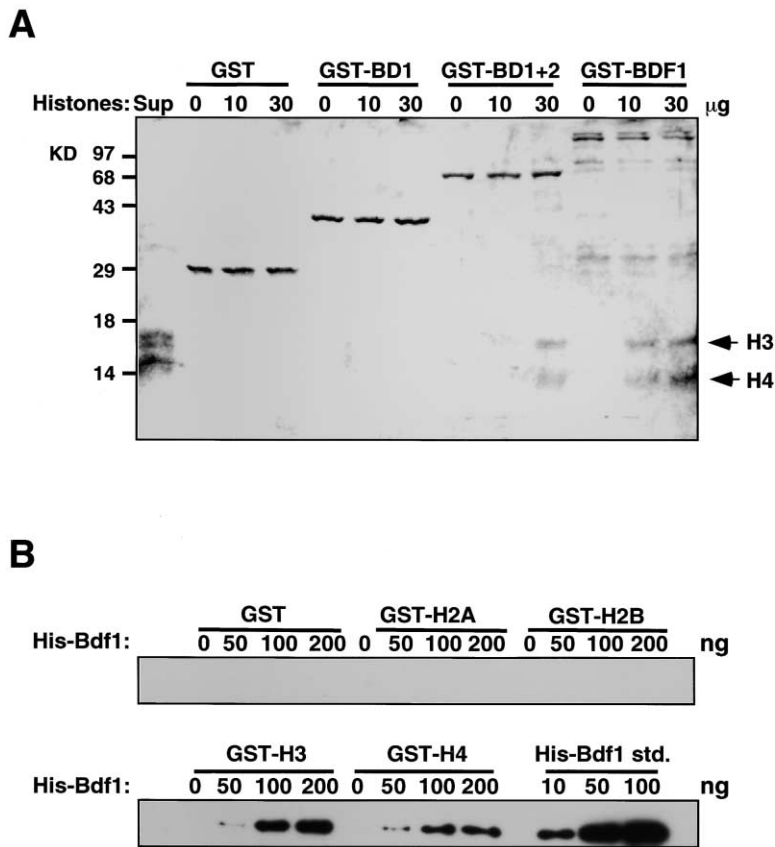 A
GST GST-BD1 GST-BD1+2 GST-BDF1
Histones: Sup 0 10 30 0 10 30 0 10 30 0 10 30 µg
KD 97
68
43
29
18
H3
14
H4
B
GST GST-H2A GST-H2B
His-Bdf1: 0 50 100 200 0 50 100 200 0 50 100 200 ng
GST-H3 GST-H4 His-Bdf1 std.
His-Bdf1: 0 50 100 200 0 50 100 200 10 50 100 ng